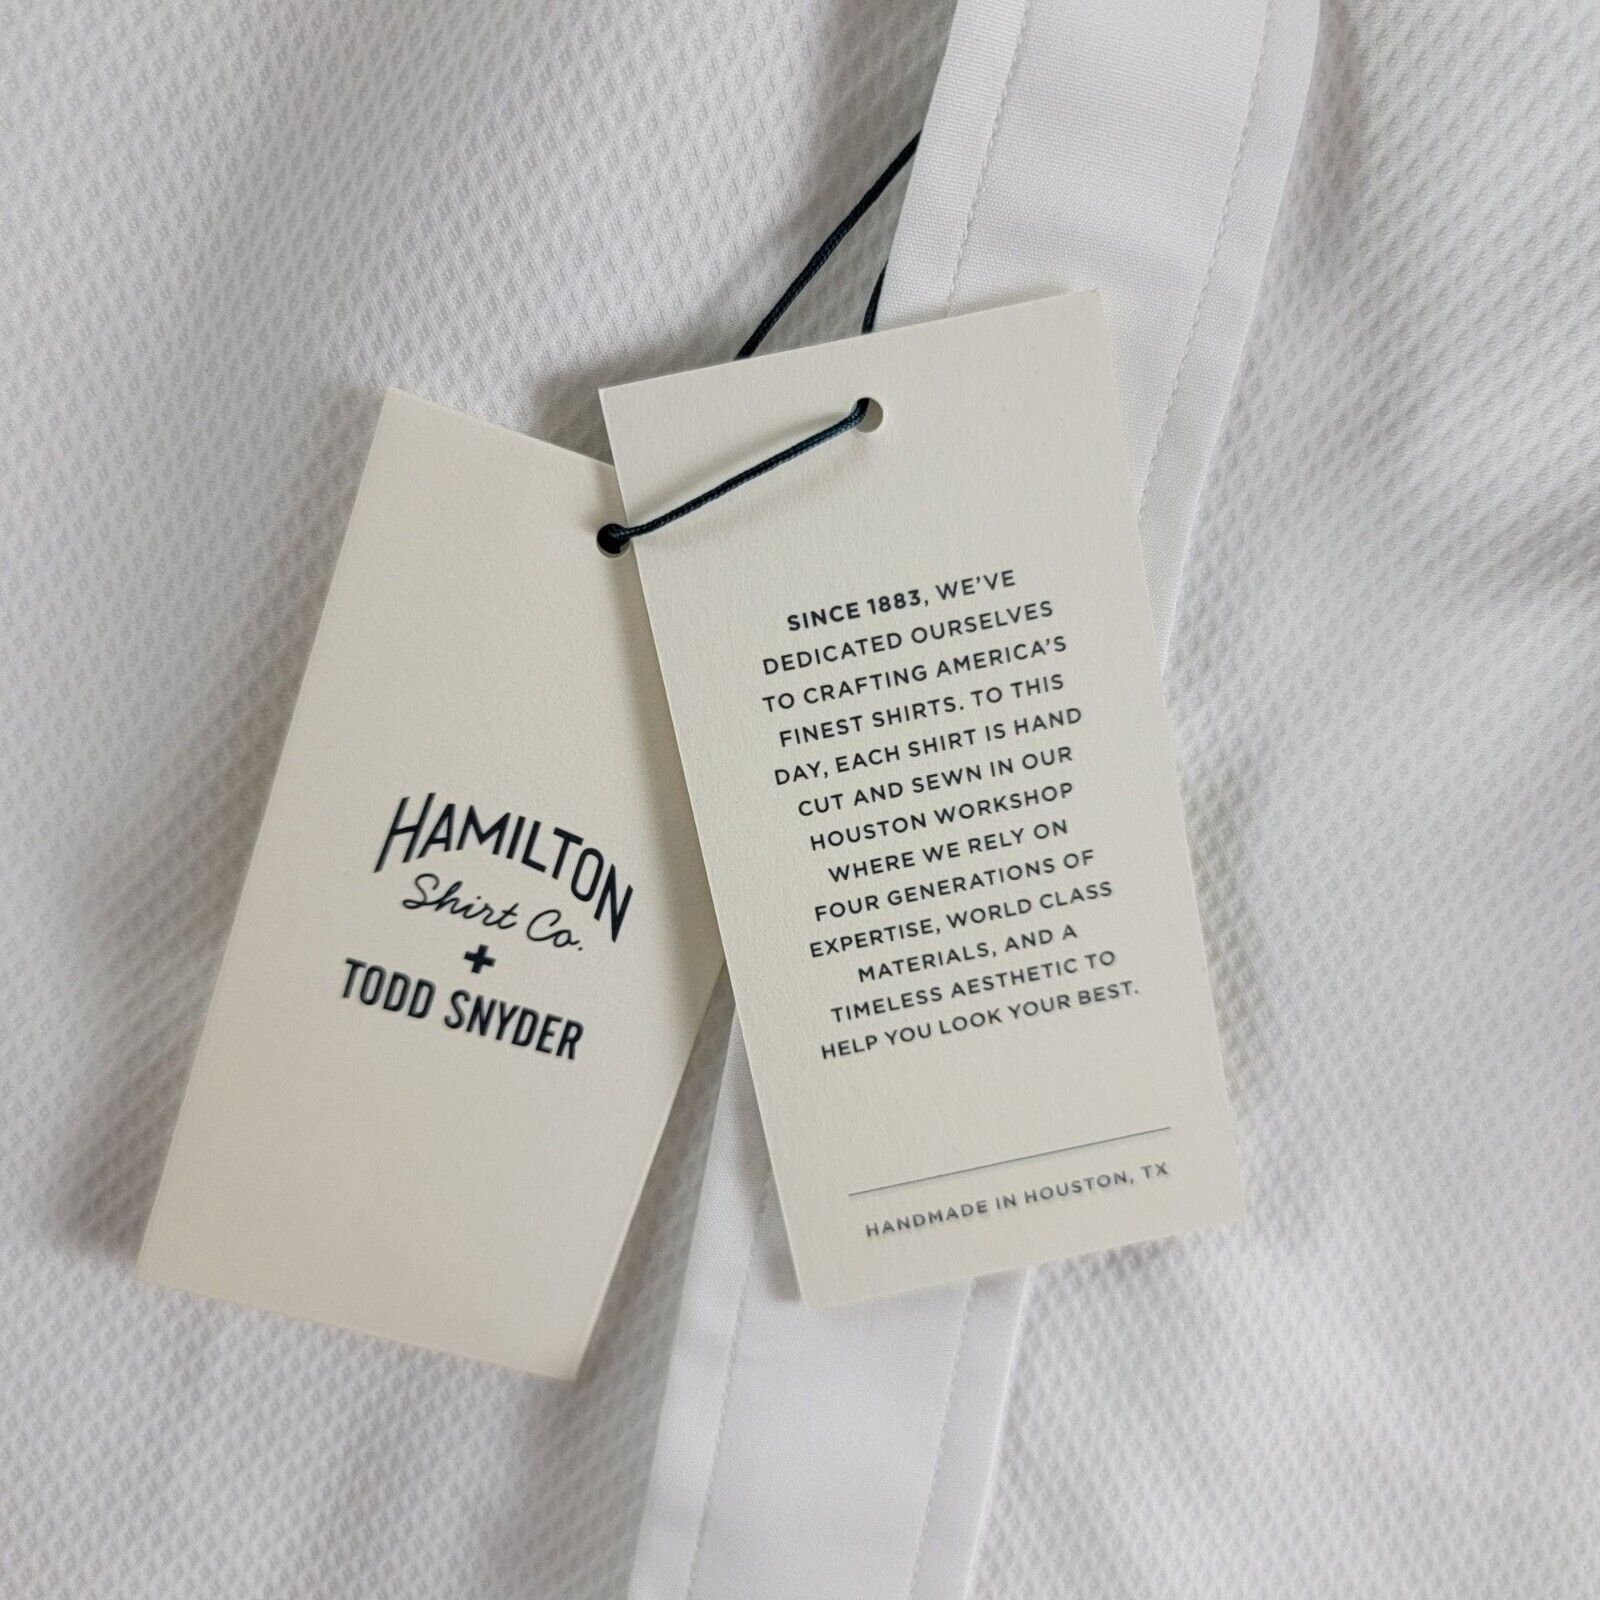 HAMILTON
Shirt Co.
+
TODD SNYDER
SINCE 1883, WE'VE
DEDICATED OURSELVES
TO CRAFTING AMERICA'S
FINEST SHIRTS. TO THIS
DAY, EACH SHIRT IS HAND
CUT AND SEWN IN OUR
HOUSTON WORKSHOP
WHERE WE RELY ON
FOUR GENERATIONS OF
EXPERTISE, WORLD CLASS
MATERIALS, AND A
TIMELESS AESTHETIC TO
HELP YOU LOOK YOUR BEST.
HANDMADE IN HOUSTON, TX